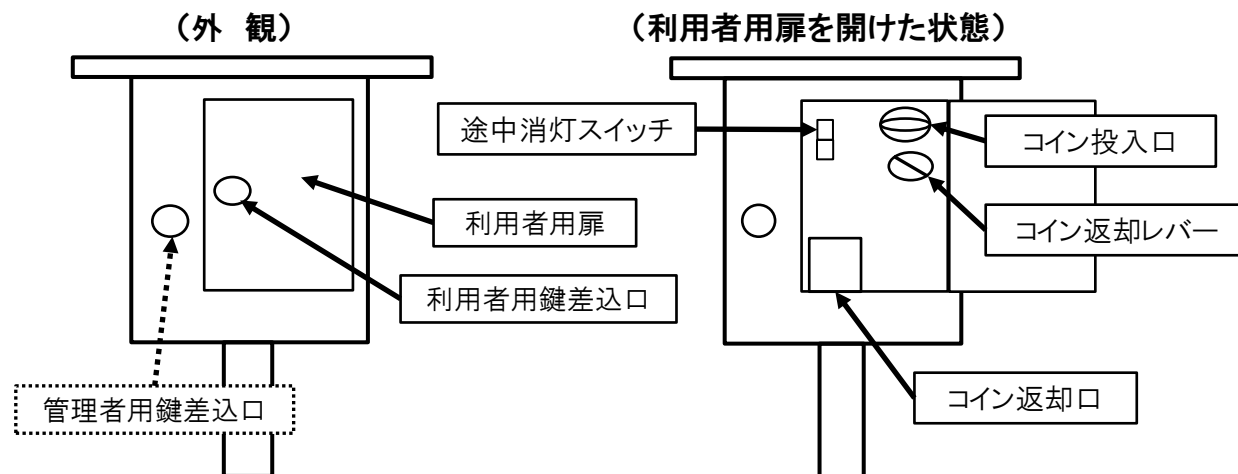 （外　観）
（利用者用扉を開けた状態）
途中消灯スイッチ
コイン投入口
利用者用扉
コイン返却レバー
利用者用鍵差込口
管理者用鍵差込口
コイン返却口